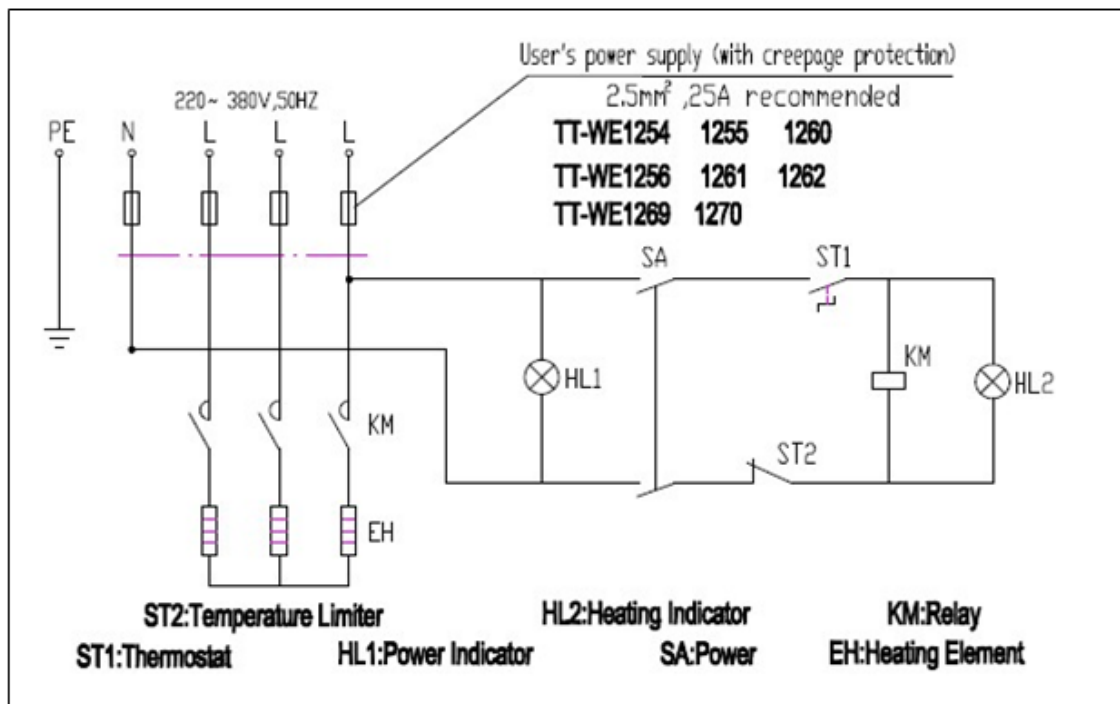 User's power supply (with creepage protection)
220~ 380V,50HZ
2.5mm² ,25A recommended
PE N L L L
TT-WE1254 1255 1260
TT-WE1256 1261 1262
TT-WE1269 1270
SA ST1
HL1 KM HL2
KM
ST2
EH
ST2:Temperature Limiter HL2:Heating Indicator KM:Relay
ST1:Thermostat HL1:Power Indicator SA:Power EH:Heating Element